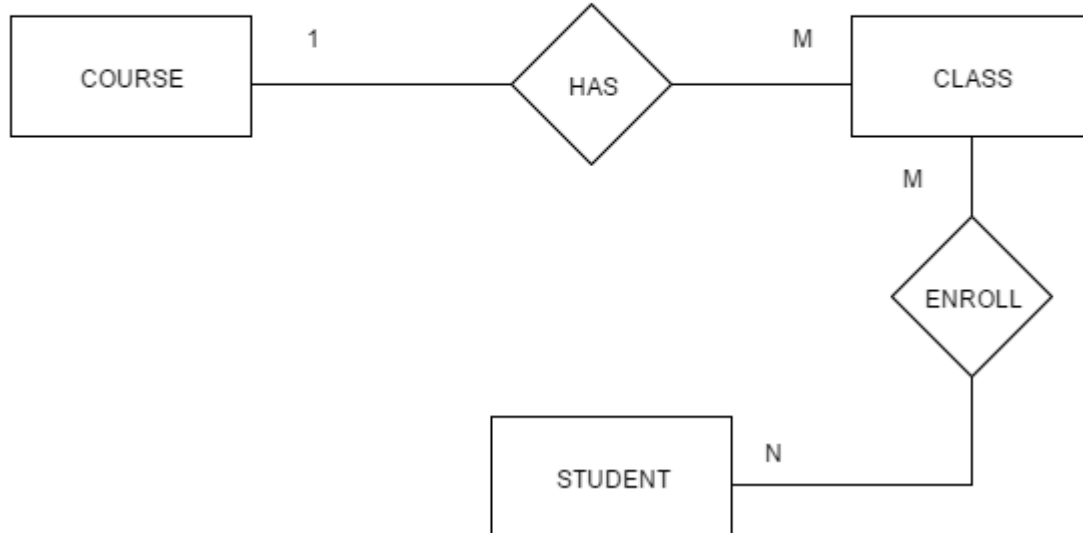 1
M
COURSE
HAS
CLASS
M
ENROLL
N
STUDENT